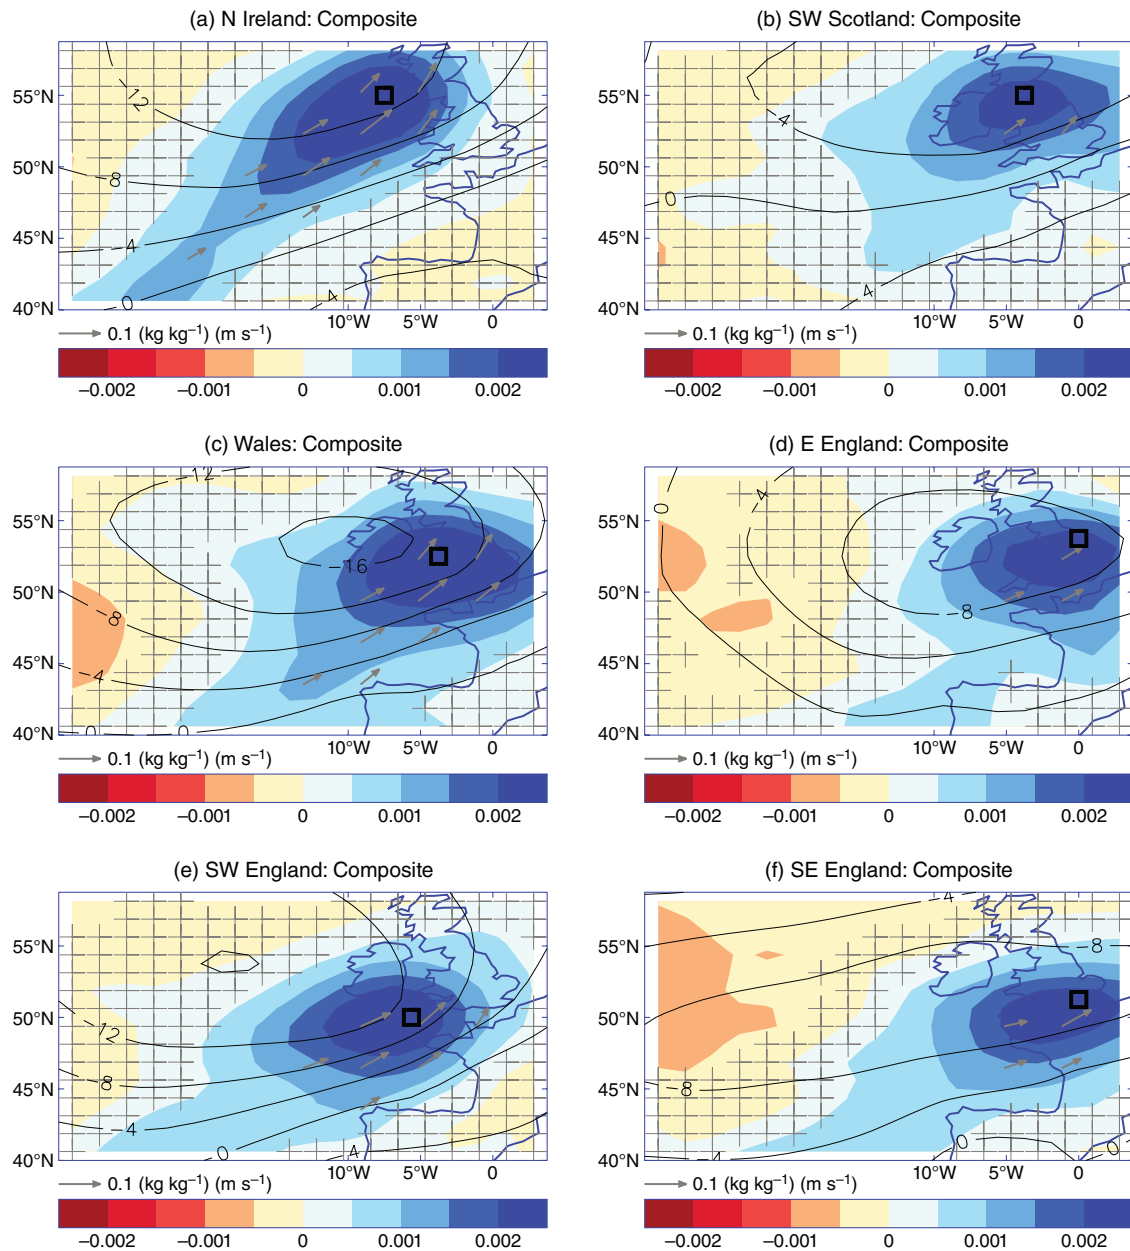 (a) N Ireland: Composite
(b) SW Scotland: Composite
55°N
50°N
45°N
40°N
−12
−8
−4
0
4
10°W 5°W 0
0.1 (kg kg⁻¹) (m s⁻¹)
−0.002 −0.001 0 0.001 0.002
55°N
50°N
45°N
40°N
−4
0
4
10°W 5°W 0
0.1 (kg kg⁻¹) (m s⁻¹)
−0.002 −0.001 0 0.001 0.002
(c) Wales: Composite
(d) E England: Composite
55°N
50°N
45°N
40°N
−12
−16
−8
−4
0
0
10°W 5°W 0
0.1 (kg kg⁻¹) (m s⁻¹)
−0.002 −0.001 0 0.001 0.002
55°N
50°N
45°N
40°N
0
−4
−8
10°W 5°W 0
0.1 (kg kg⁻¹) (m s⁻¹)
−0.002 −0.001 0 0.001 0.002
(e) SW England: Composite
(f) SE England: Composite
55°N
50°N
45°N
40°N
−12
−8
−4
0
4
10°W 5°W 0
0.1 (kg kg⁻¹) (m s⁻¹)
−0.002 −0.001 0 0.001 0.002
55°N
50°N
45°N
40°N
−4
−8
−8
−4
0
0
10°W 5°W 0
0.1 (kg kg⁻¹) (m s⁻¹)
−0.002 −0.001 0 0.001 0.002